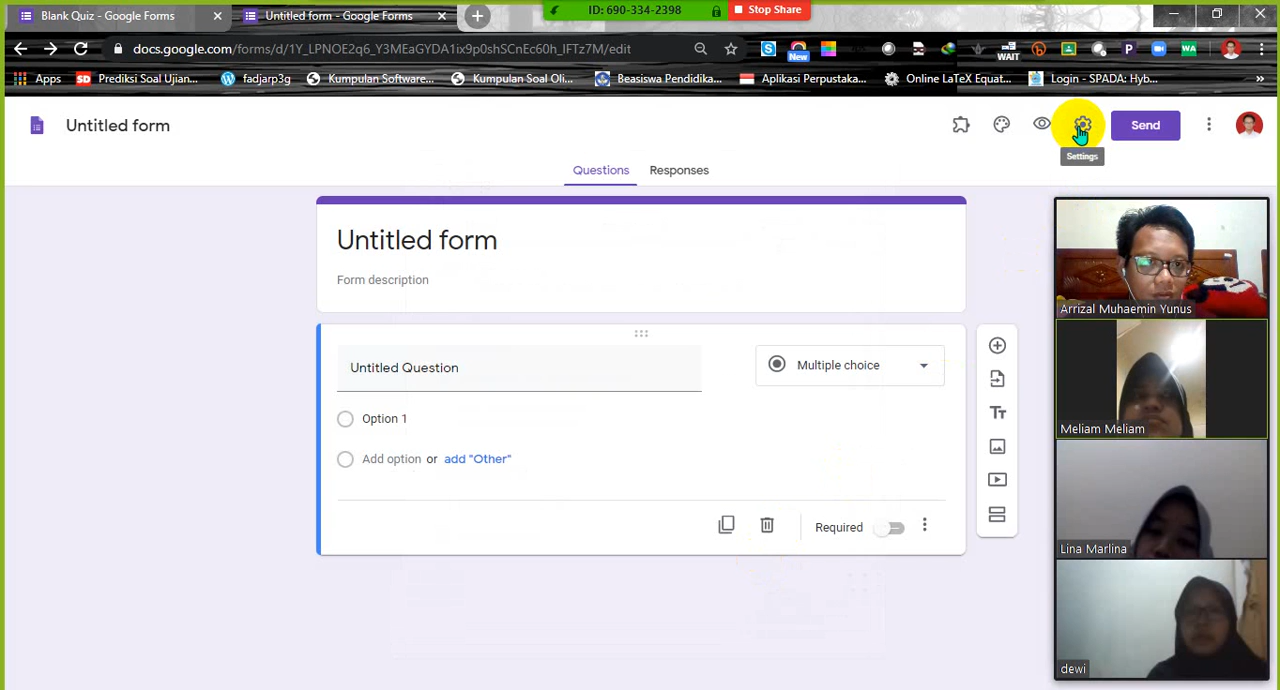 Blank Quiz - Google Forms
Untitled form - Google Forms
ID: 690-334-2398
Stop Share
docs.google.com/forms/d/1Y_LPNOE2q6_Y3MEaGYDA1ix9p0shSCnEc60h_IFTz7M/edit
New
WAIT
WA
Apps
Prediksi Soal Ujian...
fadjarp3g
Kumpulan Software...
Kumpulan Soal Oli...
Beasiswa Pendidika...
Aplikasi Perpustaka...
Online LaTeX Equat...
Login - SPADA: Hyb...
Untitled form
Send
Settings
Questions
Responses
Untitled form
Form description
Untitled Question
Multiple choice
Option 1
Add option or add "Other"
Required
Arrizal Muhaemin Yunus
Meliam Meliam
Lina Marlina
dewi